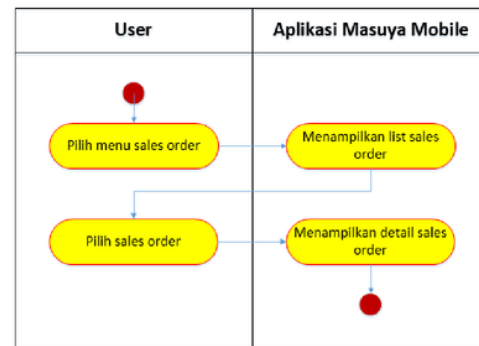 User
Aplikasi Masuya Mobile
Pilih menu sales order
Menampilkan list sales
order
Pilih sales order
Menampilkan detail sales
order